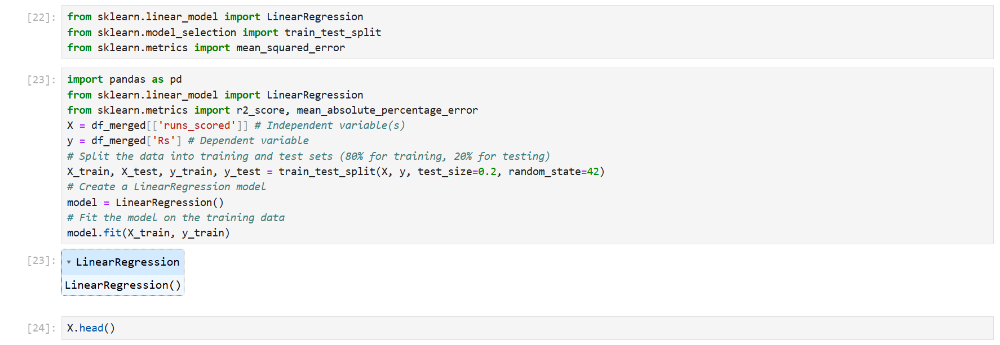 [22]: from sklearn.linear_model import LinearRegression
from sklearn.model_selection import train_test_split
from sklearn.metrics import mean_squared_error
[23]: import pandas as pd
from sklearn.linear_model import LinearRegression
from sklearn.metrics import r2_score, mean_absolute_percentage_error
X = df_merged[['runs_scored']] # Independent variable(s)
y = df_merged['Rs'] # Dependent variable
# Split the data into training and test sets (80% for training, 20% for testing)
X_train, X_test, y_train, y_test = train_test_split(X, y, test_size=0.2, random_state=42)
# Create a LinearRegression model
model = LinearRegression()
# Fit the model on the training data
model.fit(X_train, y_train)
[23]: ▾ LinearRegression
LinearRegression()
[24]: X.head()